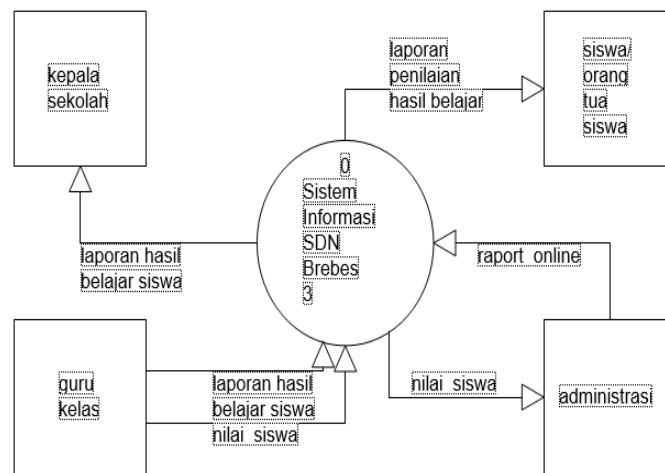 kepala
sekolah
laporan
penilaian
hasil belajar
siswa/
orang
tua
siswa
0
Sistem
Informasi
SDN
Brebes
3
laporan hasil
belajar siswa
raport online
guru
kelas
laporan hasil
belajar siswa
nilai siswa
nilai siswa
administrasi